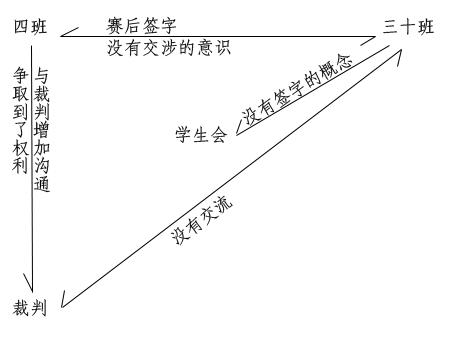 四班
赛后签字
三十班
没有交涉的意识
与裁判增加沟通
争取到了权利
没有签字的概念
学生会
没有交流
裁判